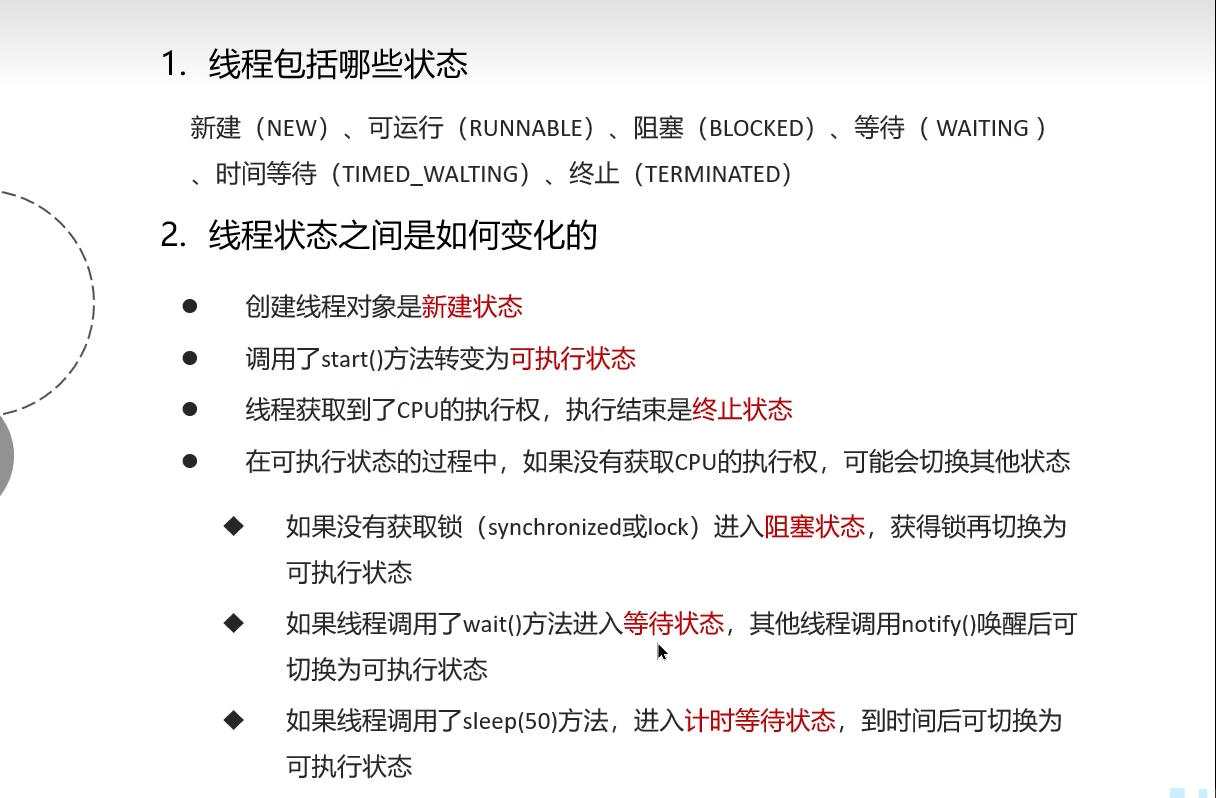 1. 线程包括哪些状态
新建（NEW）、可运行（RUNNABLE）、阻塞（BLOCKED）、等待（ WAITING ）
、时间等待（TIMED_WALTING）、终止（TERMINATED）
2. 线程状态之间是如何变化的
● 创建线程对象是新建状态
● 调用了start()方法转变为可执行状态
● 线程获取到了CPU的执行权，执行结束是终止状态
● 在可执行状态的过程中，如果没有获取CPU的执行权，可能会切换其他状态
◆ 如果没有获取锁（synchronized或lock）进入阻塞状态，获得锁再切换为
可执行状态
◆ 如果线程调用了wait()方法进入等待状态，其他线程调用notify()唤醒后可
切换为可执行状态
◆ 如果线程调用了sleep(50)方法，进入计时等待状态，到时间后可切换为
可执行状态